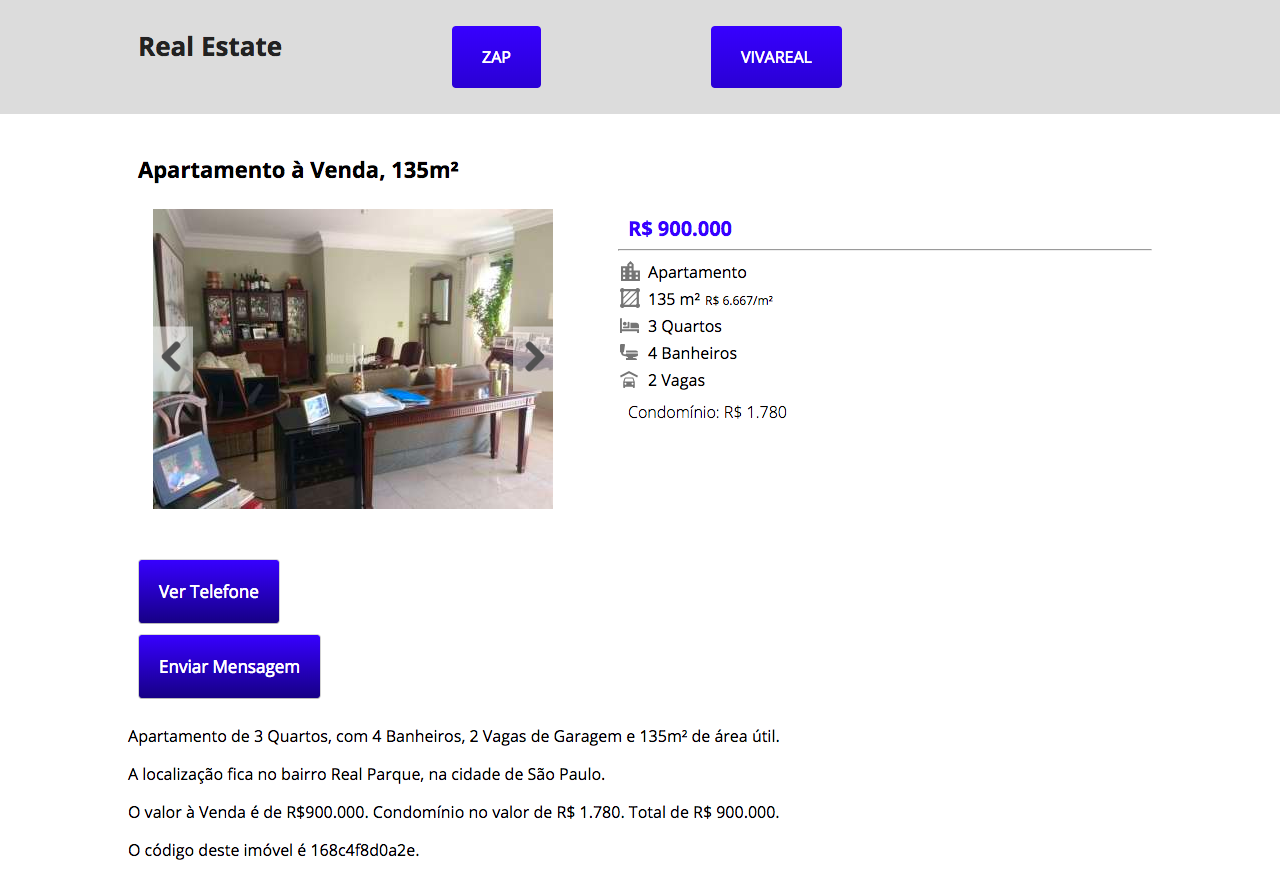 Real Estate
ZAP
VIVAREAL
Apartamento à Venda, 135m²
R$ 900.000
Apartamento
135 m² R$ 6.667/m²
3 Quartos
4 Banheiros
2 Vagas
Condomínio: R$ 1.780
Ver Telefone
Enviar Mensagem
Apartamento de 3 Quartos, com 4 Banheiros, 2 Vagas de Garagem e 135m² de área útil.
A localização fica no bairro Real Parque, na cidade de São Paulo.
O valor à Venda é de R$900.000. Condomínio no valor de R$ 1.780. Total de R$ 900.000.
O código deste imóvel é 168c4f8d0a2e.